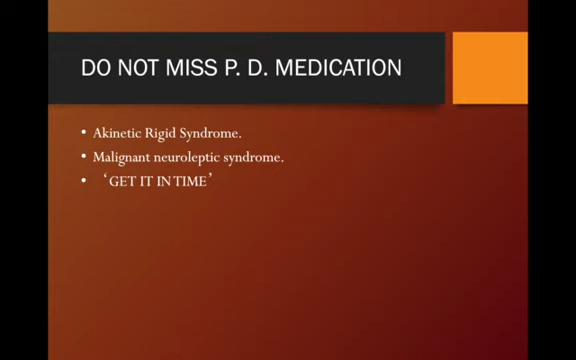 DO NOT MISS P. D. MEDICATION
• Akinetic Rigid Syndrome.
• Malignant neuroleptic syndrome.
• ‘GET IT IN TIME’